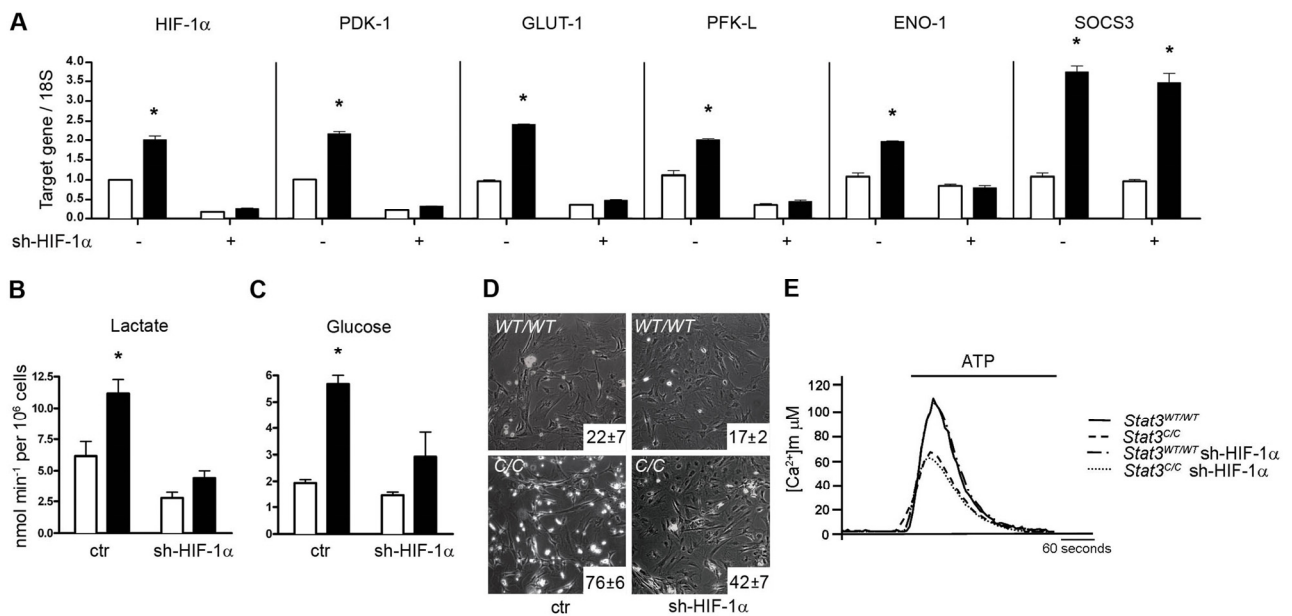 A
HIF-1α PDK-1 GLUT-1 PFK-L ENO-1 SOCS3
Target gene / 18S
4.0
3.5
3.0
2.5
2.0
1.5
1.0
0.5
0.0
* * * * * * *
sh-HIF-1α - + - + - + - + - + - +
B
Lactate
nmol min⁻¹ per 10⁶ cells
12.5
10.0
7.5
5.0
2.5
0.0
*
ctr sh-HIF-1α
C
Glucose
6
5
4
3
2
1
0
*
ctr sh-HIF-1α
D
WT/WT WT/WT
22±7 17±2
C/C C/C
76±6 42±7
ctr sh-HIF-1α
E
ATP
[Ca²⁺]m μM
120
100
80
60
40
20
0
60 seconds
Stat3^WT/WT
Stat3^C/C
Stat3^WT/WT sh-HIF-1α
Stat3^C/C sh-HIF-1α